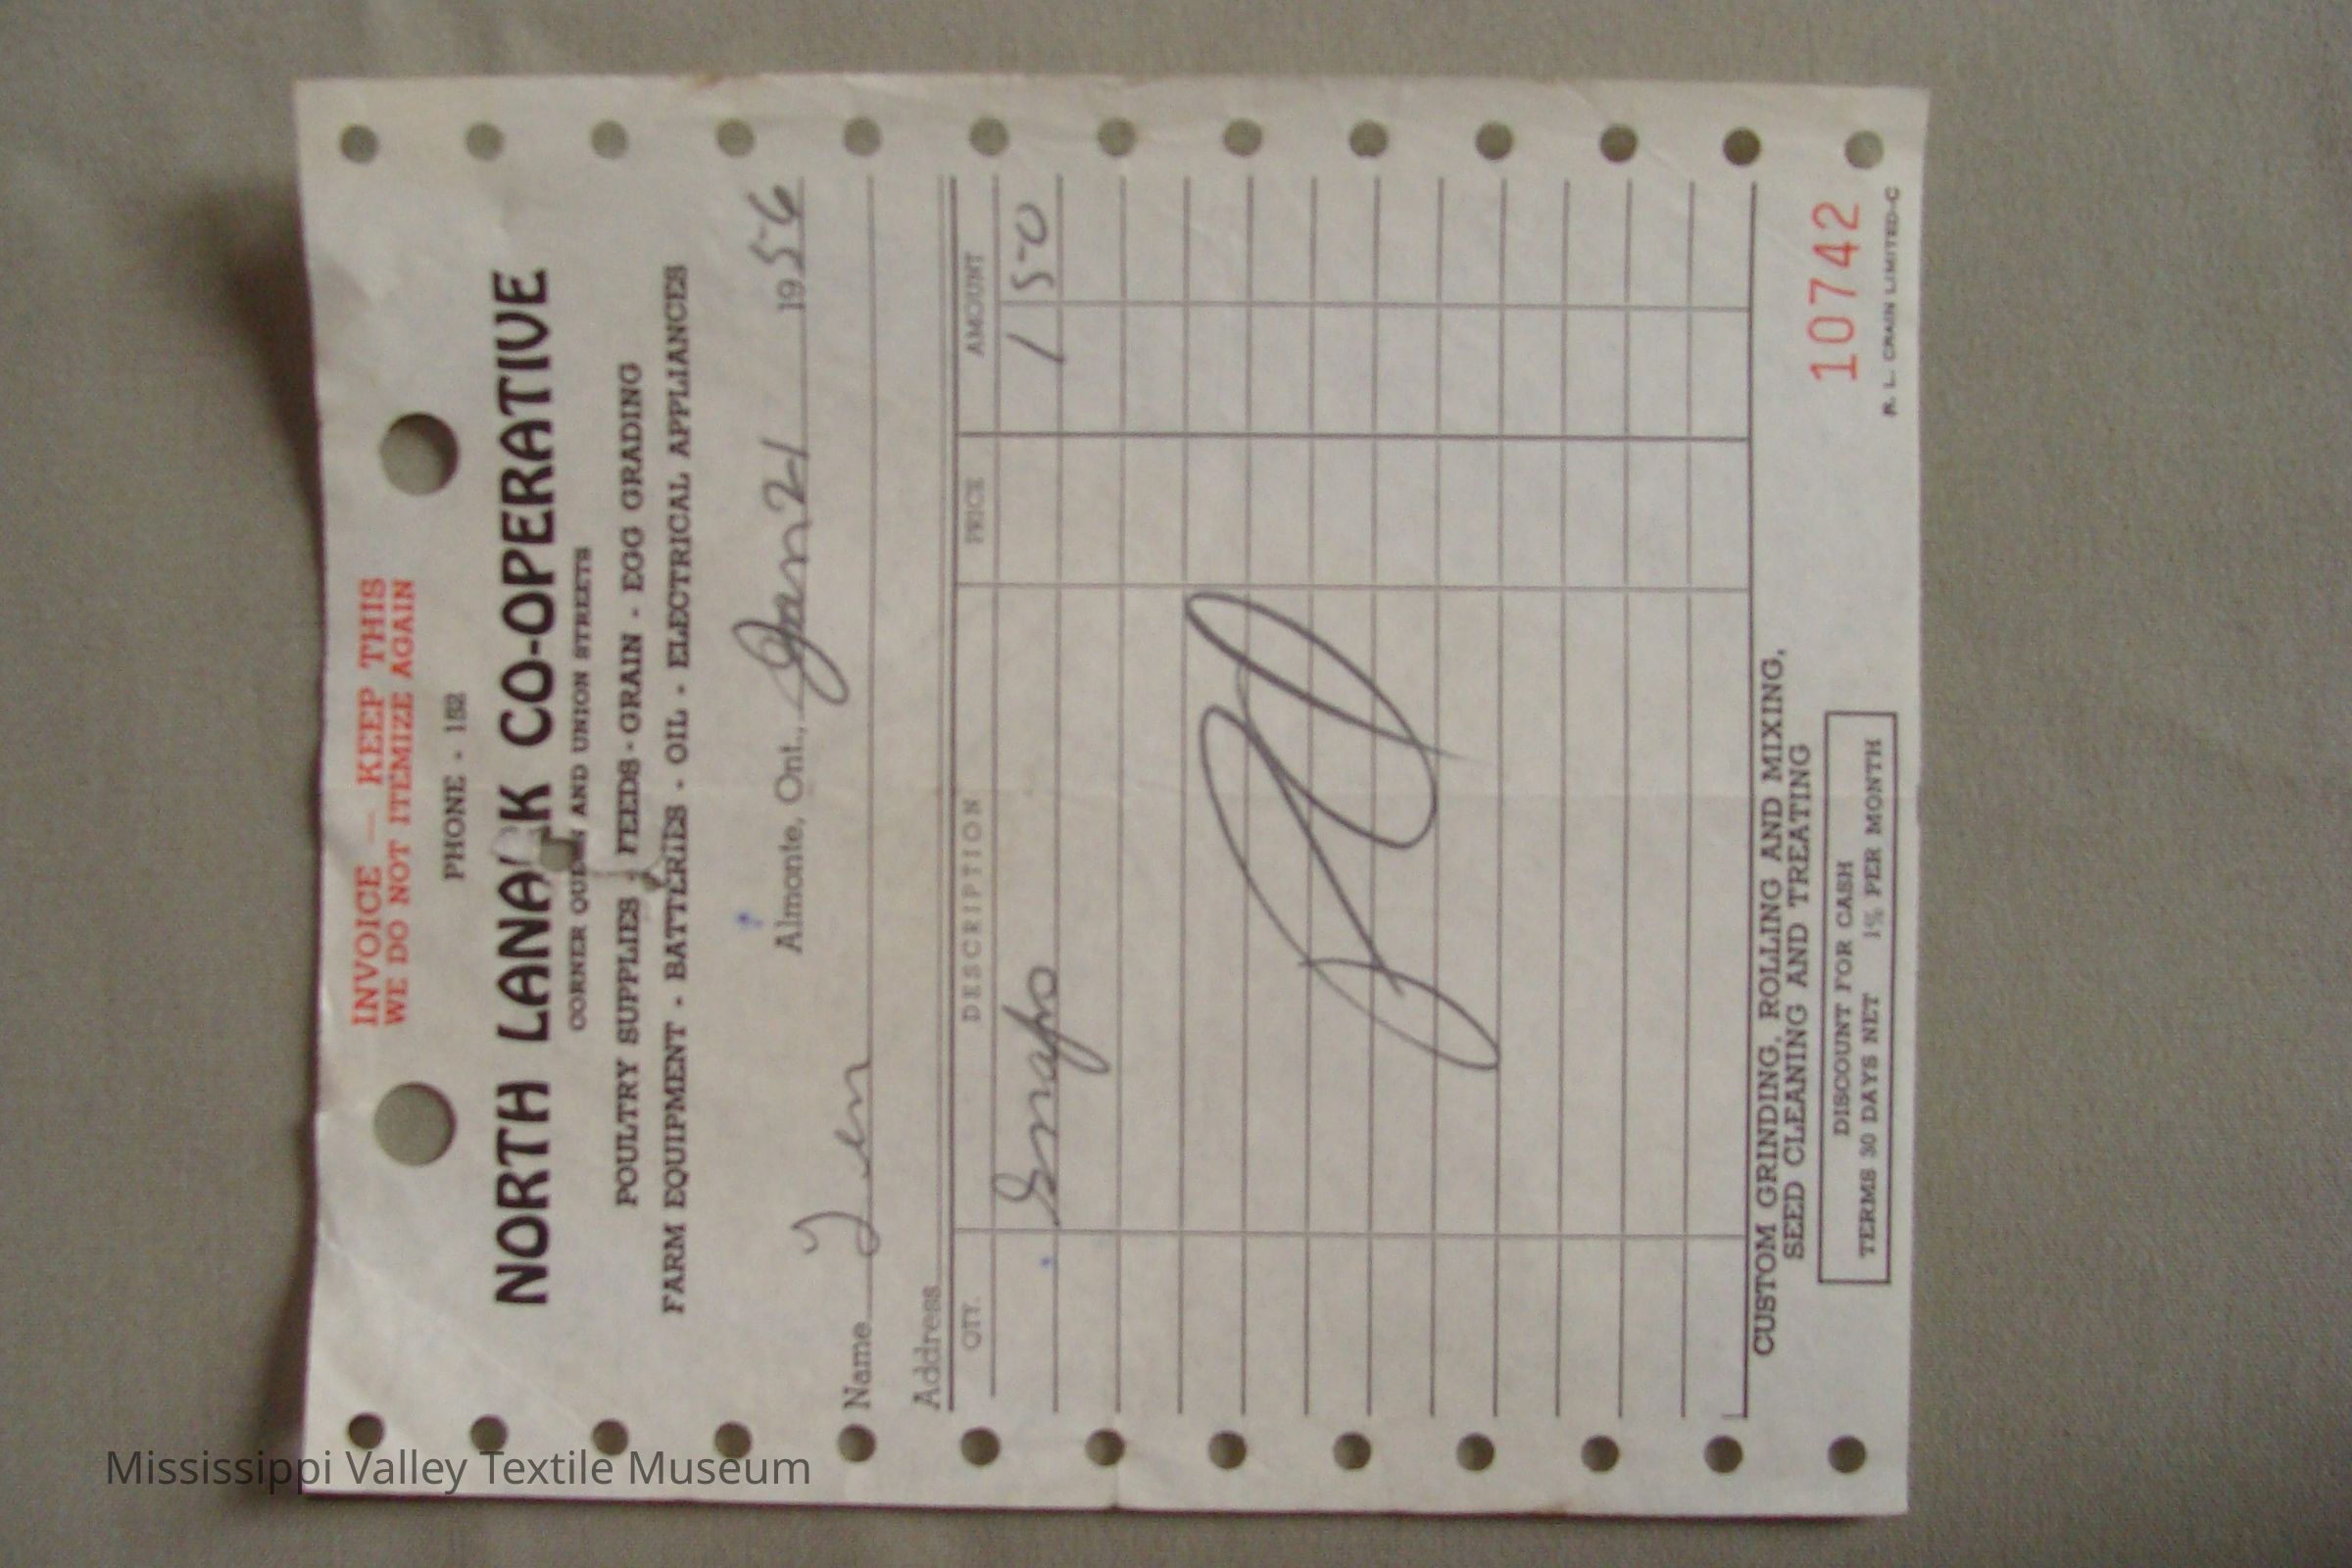 INVOICE — KEEP THIS
WE DO NOT ITEMIZE AGAIN
PHONE - 152
NORTH LANARK CO-OPERATIVE
CORNER QUEEN AND UNION STREETS
POULTRY SUPPLIES - FEEDS - GRAIN - EGG GRADING
FARM EQUIPMENT - BATTERIES - OIL - ELECTRICAL APPLIANCES
Almonte, Ont., Jan 21 1956
Name
Address
QTY. DESCRIPTION PRICE AMOUNT
Snaps 1 50
CUSTOM GRINDING, ROLLING AND MIXING,
SEED CLEANING AND TREATING
DISCOUNT FOR CASH
TERMS 30 DAYS NET 1% PER MONTH
10742
R. L. CRAIN LIMITED-C
Mississippi Valley Textile Museum